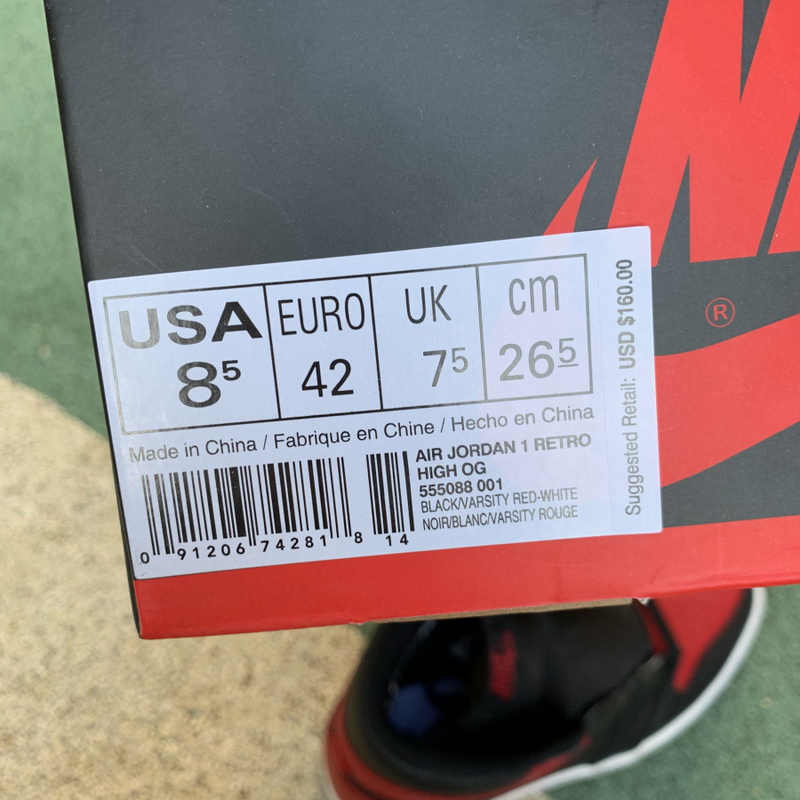 USA EURO UK cm
8⁵ 42 7⁵ 26⁵
Made in China / Fabrique en Chine / Hecho en China
AIR JORDAN 1 RETRO
HIGH OG
555088 001
BLACK/VARSITY RED-WHITE
NOIR/BLANC/VARSITY ROUGE
0 91206 74281 8 14
Suggested Retail: USD $160.00
®